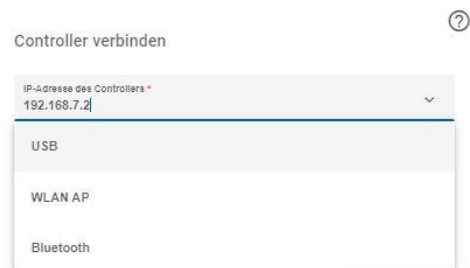 Controller verbinden
IP-Adresse des Controllers *
192.168.7.2
USB
WLAN AP
Bluetooth